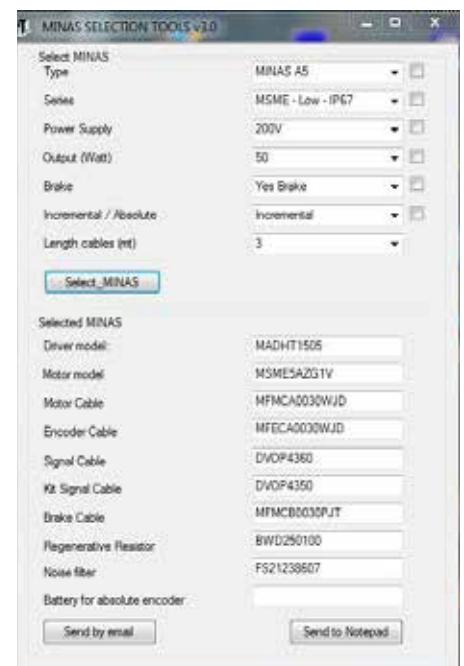 MINAS SELECTION TOOLS v3.0
Select MINAS
Type MINAS A5
Series MSME - Low - IP67
Power Supply 200V
Output (Watt) 50
Brake Yes Brake
Incremental / Absolute Incremental
Length cables (mt) 3
Select_MINAS
Selected MINAS
Driver model: MADHT1505
Motor model MSME5AZG1V
Motor Cable MFMCA0030WJD
Encoder Cable MFECA0030WJD
Signal Cable DVOP4360
Kit Signal Cable DVOP4350
Brake Cable MFMCB0030PJT
Regenerative Resistor BWD250100
Noise filter FS21238607
Battery for absolute encoder
Send by email Send to Notepad